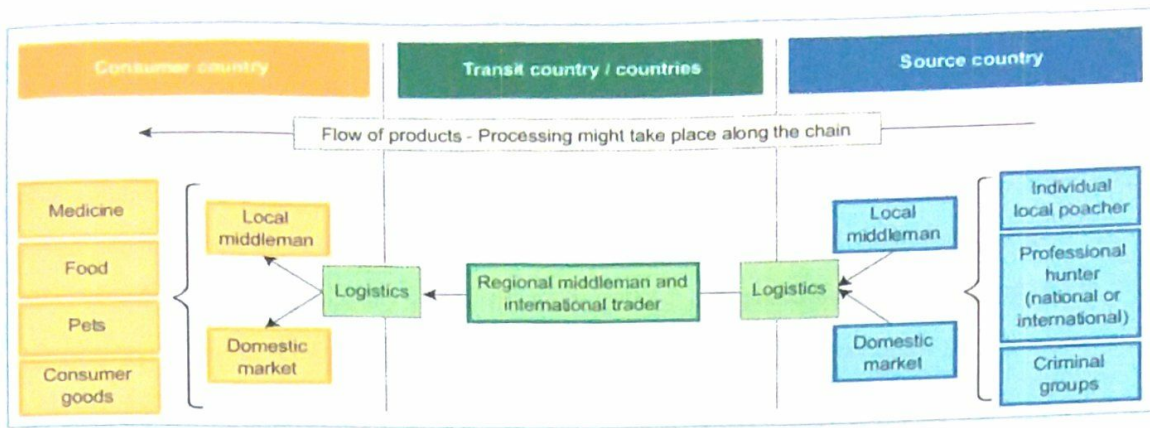 Consumer country
Transit country / countries
Source country
Flow of products - Processing might take place along the chain
Medicine
Food
Pets
Consumer
goods
Local
middleman
Domestic
market
Logistics
Regional middleman and
international trader
Logistics
Local
middleman
Domestic
market
Individual
local poacher
Professional
hunter
(national or
international)
Criminal
groups